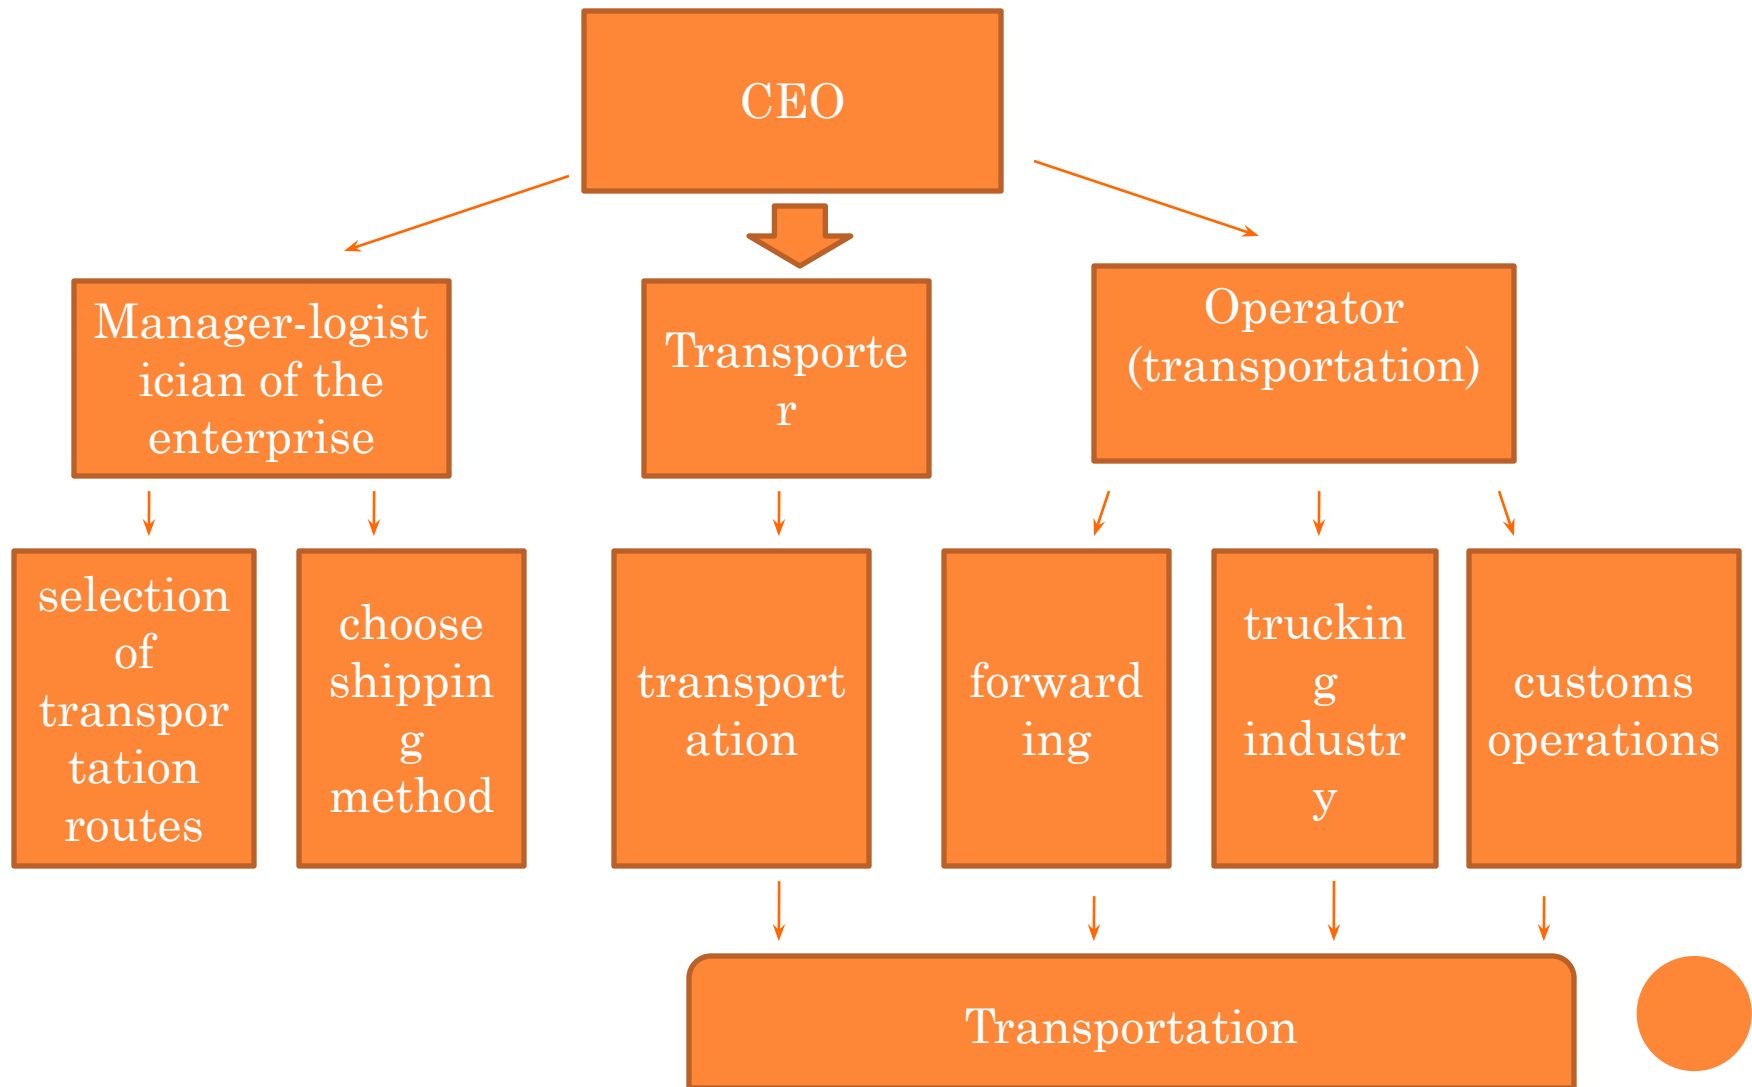 CEO
Manager-logist
ician of the
enterprise
Transporte
r
Operator
(transportation)
selection
of
transpor
tation
routes
choose
shippin
g
method
transport
ation
forward
ing
truckin
g
industr
y
customs
operations
Transportation